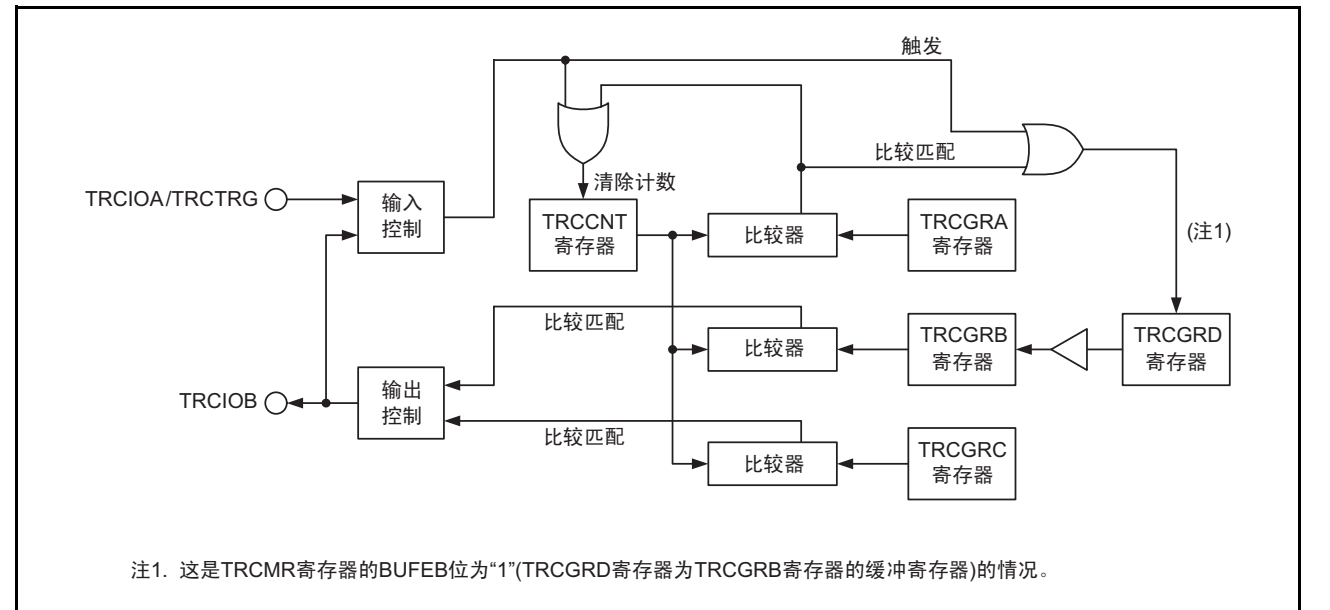 触发
比较匹配
清除计数
TRCIOA/TRCTRG
输入
控制
TRCCNT
寄存器
比较器
TRCGRA
寄存器
(注1)
比较匹配
比较器
TRCGRB
寄存器
TRCGRD
寄存器
TRCIOB
输出
控制
比较匹配
比较器
TRCGRC
寄存器
注1. 这是TRCMR寄存器的BUFEB位为“1”(TRCGRD寄存器为TRCGRB寄存器的缓冲寄存器)的情况。